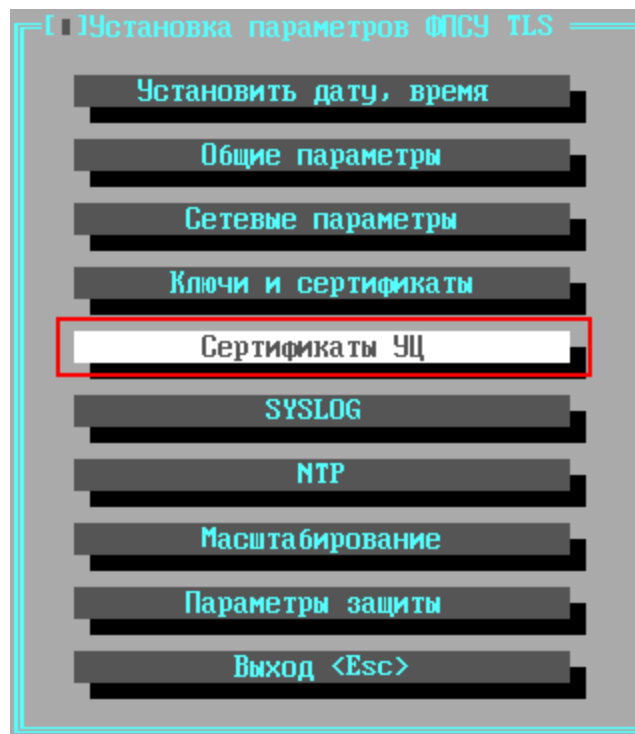 [▮]Установка параметров ФПСУ TLS
Установить дату, время
Общие параметры
Сетевые параметры
Ключи и сертификаты
Сертификаты УЦ
SYSLOG
NTP
Масштабирование
Параметры защиты
Выход <Esc>